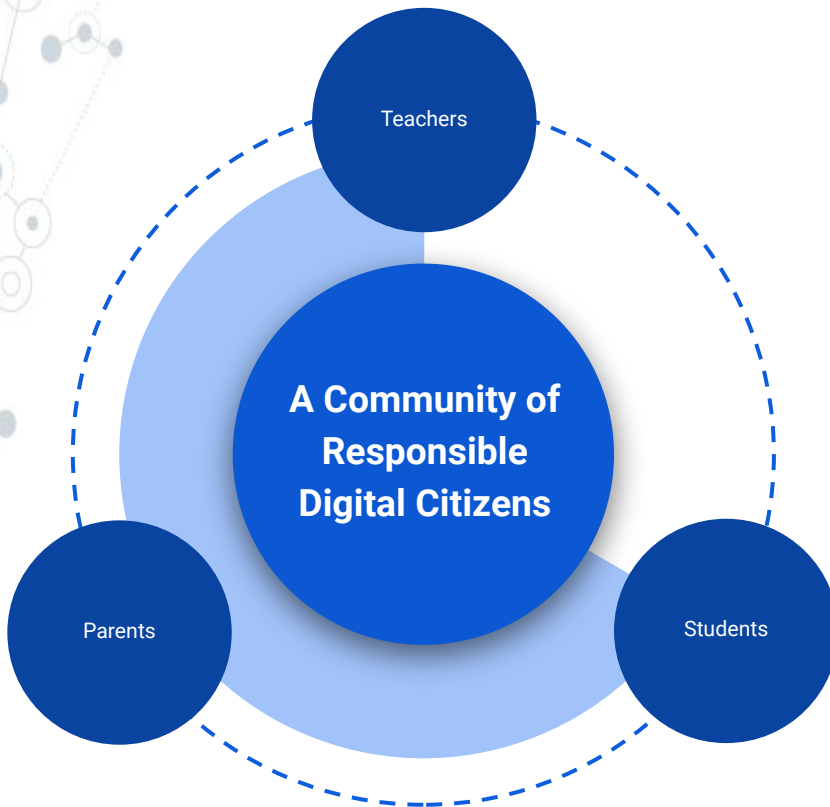 Teachers
A Community of
Responsible
Digital Citizens
Parents
Students